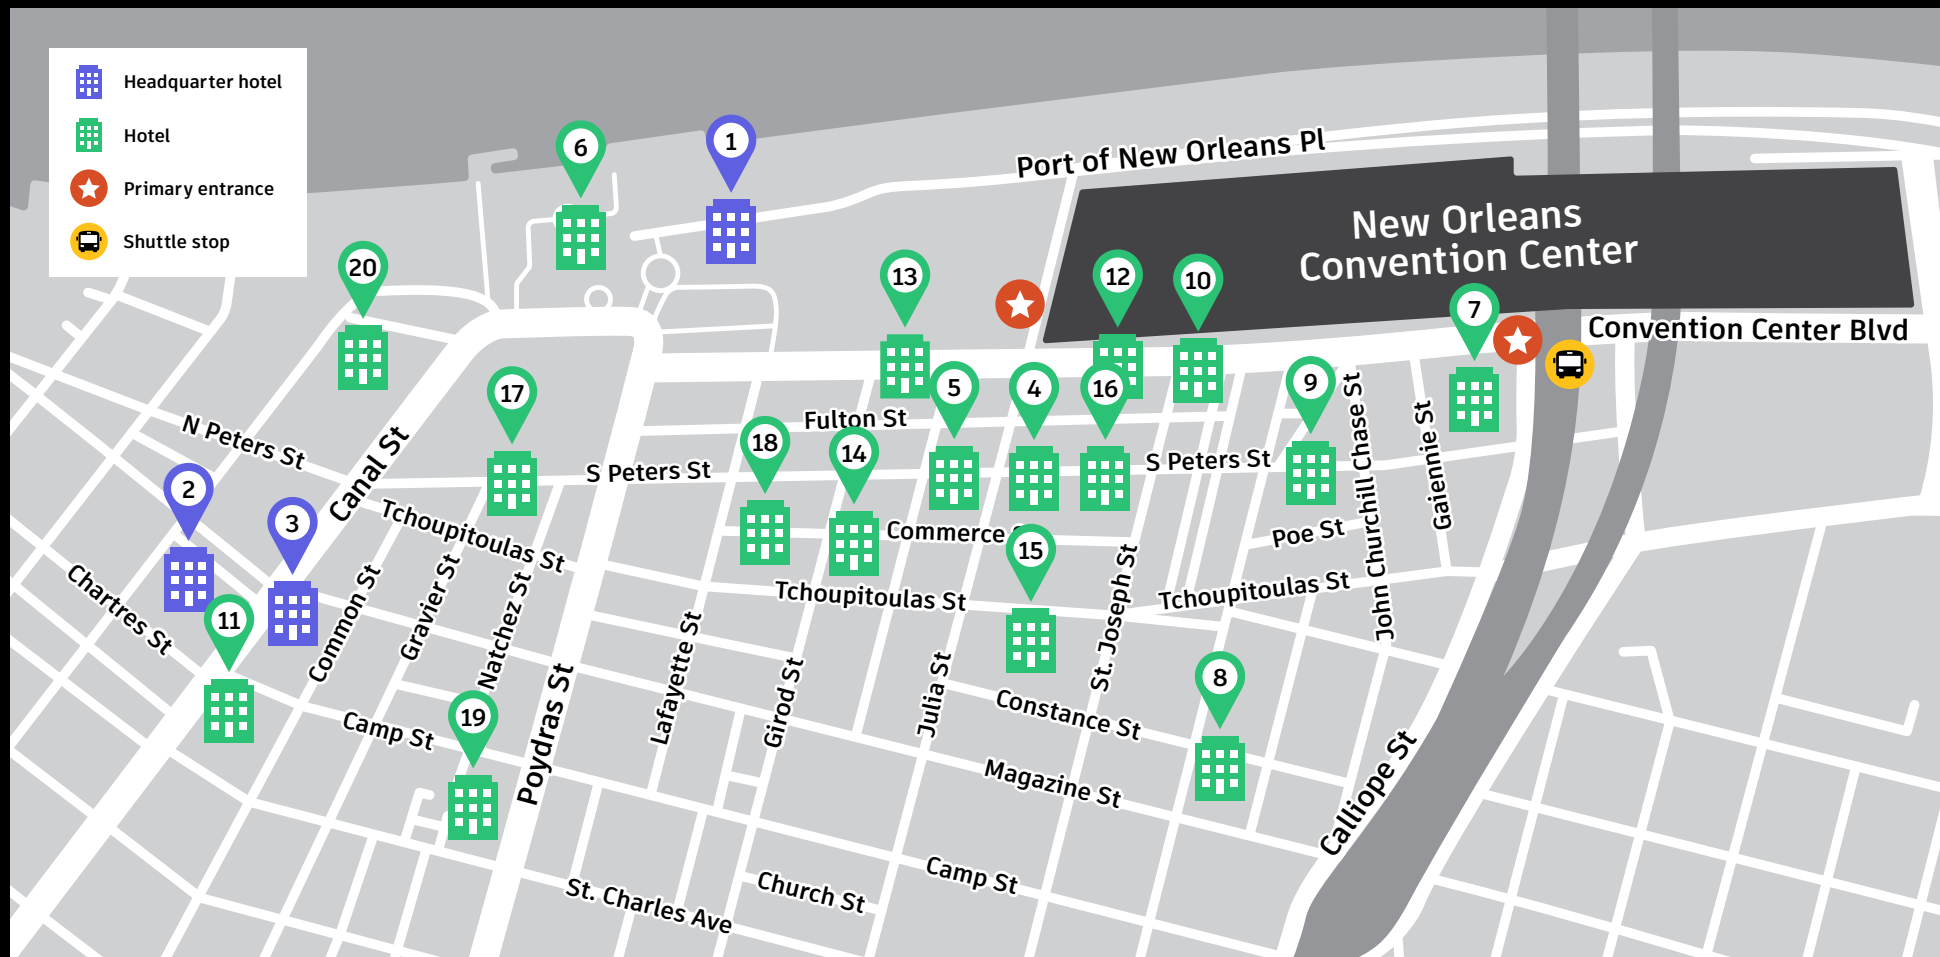 Headquarter hotel
Hotel
Primary entrance
Shuttle stop
6
1
Port of New Orleans Pl
New Orleans
Convention Center
20
13
12
10
7
Convention Center Blvd
17
5
4
16
9
Fulton St
18
14
N Peters St
Canal St
S Peters St
S Peters St
John Churchill Chase St
Gaiennie St
2
3
Tchoupitoulas St
Commerce
15
Poe St
Chartres St
11
Common St
Gravier St
Natchez St
Tchoupitoulas St
Tchoupitoulas St
Lafayette St
Girod St
Julia St
St. Joseph St
8
Camp St
19
Poydras St
Constance St
Magazine St
Calliope St
St. Charles Ave
Church St
Camp St